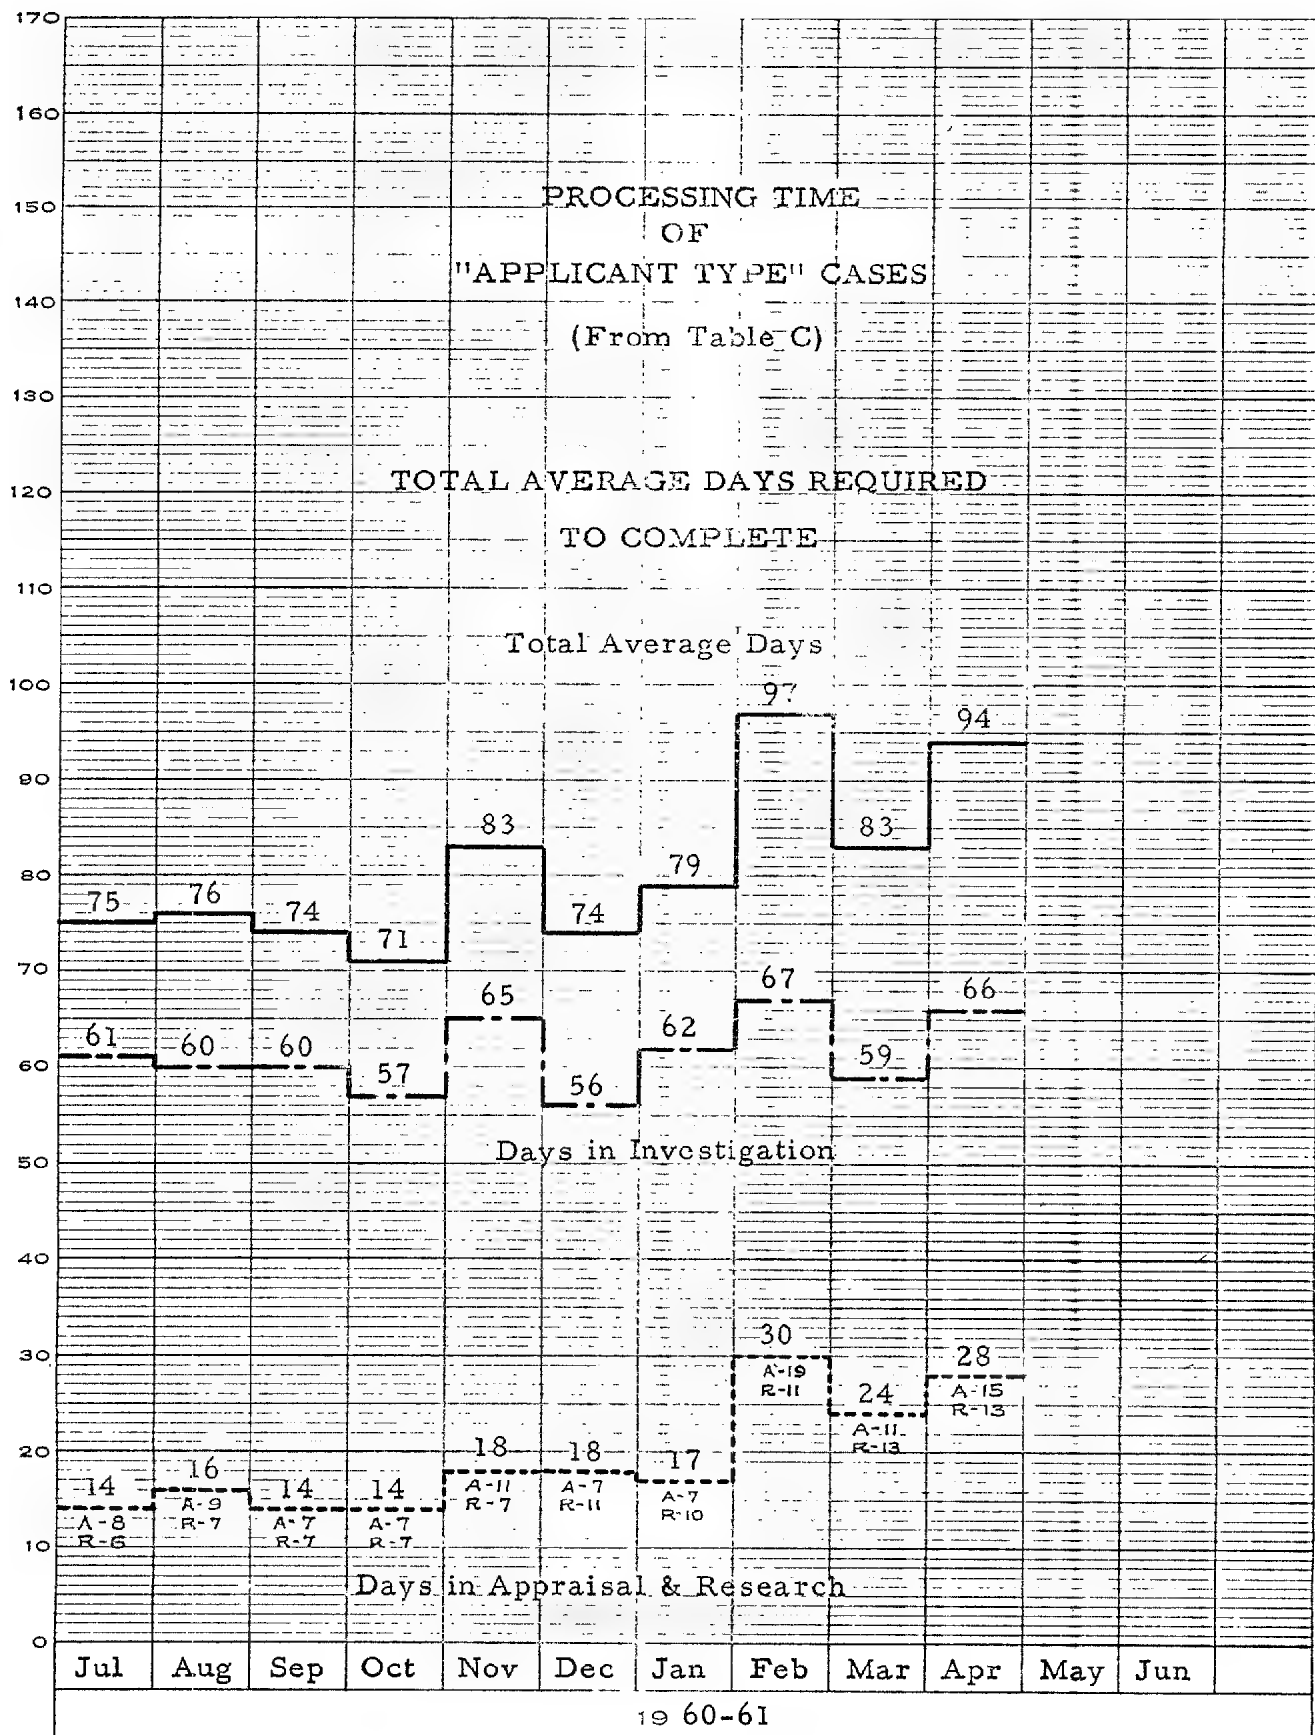 170
160
150
140
130
120
110
100
90
80
70
60
50
40
30
20
10
0
PROCESSING TIME
OF
"APPLICANT TYPE" CASES
(From Table C)
TOTAL AVERAGE DAYS REQUIRED
TO COMPLETE
Total Average Days
75 76 74 71 83 74 79 97 83 94
61 60 60 57 65 56 62 67 59 66
Days in Investigation
14 16 14 14 18 18 17 30 24 28
A-8 A-9 A-7 A-7 A-11 A-7 A-7 A-19 A-11 A-15
R-6 R-7 R-7 R-7 R-7 R-11 R-10 R-11 R-13 R-13
Days in Appraisal & Research
Jul Aug Sep Oct Nov Dec Jan Feb Mar Apr May Jun
19 60-61